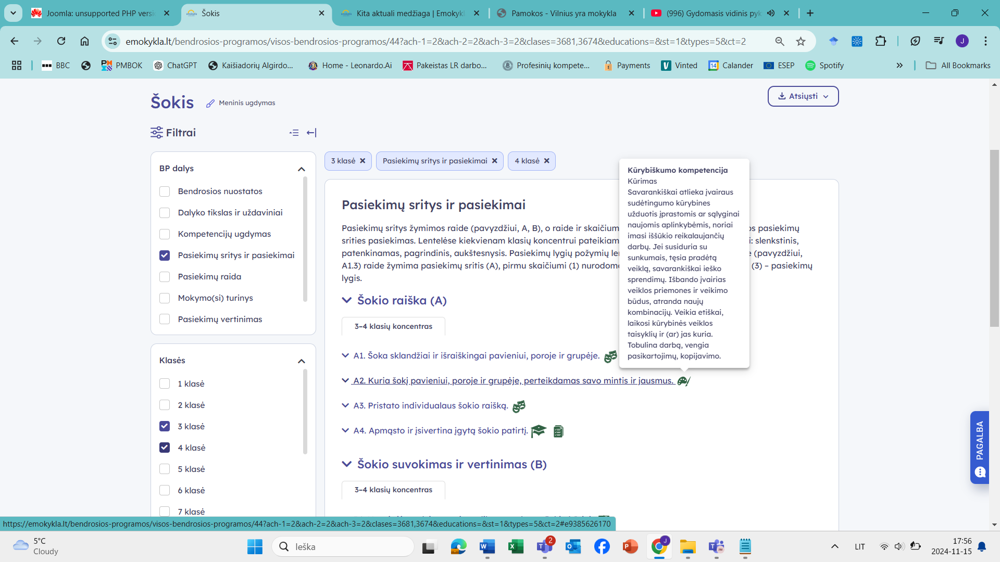 Joomla: unsupported PHP versi
Šokis
Kita aktuali medžiaga | Emokykl
Pamokos - Vilnius yra mokykla
(996) Gydomasis vidinis pyk
emokykla.lt/bendrosios-programos/visos-bendrosios-programos/44?ach-1=2&ach-2=2&ach-3=2&clases=3681,3674&educations=&st=1&types=5&ct=2
J
BBC
PMBOK
ChatGPT
Kaišiadorių Algirdo...
Home - Leonardo.Ai
Pakeistas LR darbo...
Profesinių kompete...
Payments
Vinted
Calander
ESEP
Spotify
All Bookmarks
Šokis
Meninis ugdymas
Atsiųsti
Filtrai
BP dalys
Bendrosios nuostatos
Dalyko tikslas ir uždaviniai
Kompetencijų ugdymas
Pasiekimų sritys ir pasiekimai
Pasiekimų raida
Mokymo(si) turinys
Pasiekimų vertinimas
Klasės
1 klasė
2 klasė
3 klasė
4 klasė
5 klasė
6 klasė
7 klasė
3 klasė
Pasiekimų sritys ir pasiekimai
4 klasė
Pasiekimų sritys ir pasiekimai
Pasiekimų sritys žymimos raide (pavyzdžiui, A, B), o raide ir skaičium
os pasiekimų
srities pasiekimas. Lentelėse kiekvienam klasių koncentrui pateikiam
i: slenkstinis,
patenkinamas, pagrindinis, aukštesnysis. Pasiekimų lygių požymių le
e (pavyzdžiui,
A1.3) raide žymima pasiekimų sritis (A), pirmu skaičiumi (1) nurodoma
(3) – pasiekimų
lygis.
Kūrybiškumo kompetencija
Kūrimas
Savarankiškai atlieka įvairaus
sudėtingumo kūrybines
užduotis įprastomis ar sąlyginai
naujomis aplinkybėmis, noriai
imasi iššūkio reikalaujančių
darbų. Jei susiduria su
sunkumais, tęsia pradėtą
veiklą, savarankiškai ieško
sprendimų. Išbando įvairias
veiklos priemones ir veikimo
būdus, atranda naujų
kombinacijų. Veikia etiškai,
laikosi kūrybinės veiklos
taisyklių ir (ar) jas kuria.
Tobulina darbą, vengia
pasikartojimų, kopijavimo.
Šokio raiška (A)
3–4 klasių koncentras
A1. Šoka sklandžiai ir išraiškingai pavieniui, poroje ir grupėje.
A2. Kuria šokį pavieniui, poroje ir grupėje, perteikdamas savo mintis ir jausmus.
A3. Pristato individualaus šokio raišką.
A4. Apmąsto ir įsivertina įgytą šokio patirtį.
Šokio suvokimas ir vertinimas (B)
3–4 klasių koncentras
PAGALBA
https://emokykla.lt/bendrosios-programos/visos-bendrosios-programos/44?ach-1=2&ach-2=2&ach-3=2&clases=3681,3674&educations=&st=1&types=5&ct=2#e9385626170
5°C
Cloudy
Ieška
2
LIT
17:56
2024-11-15